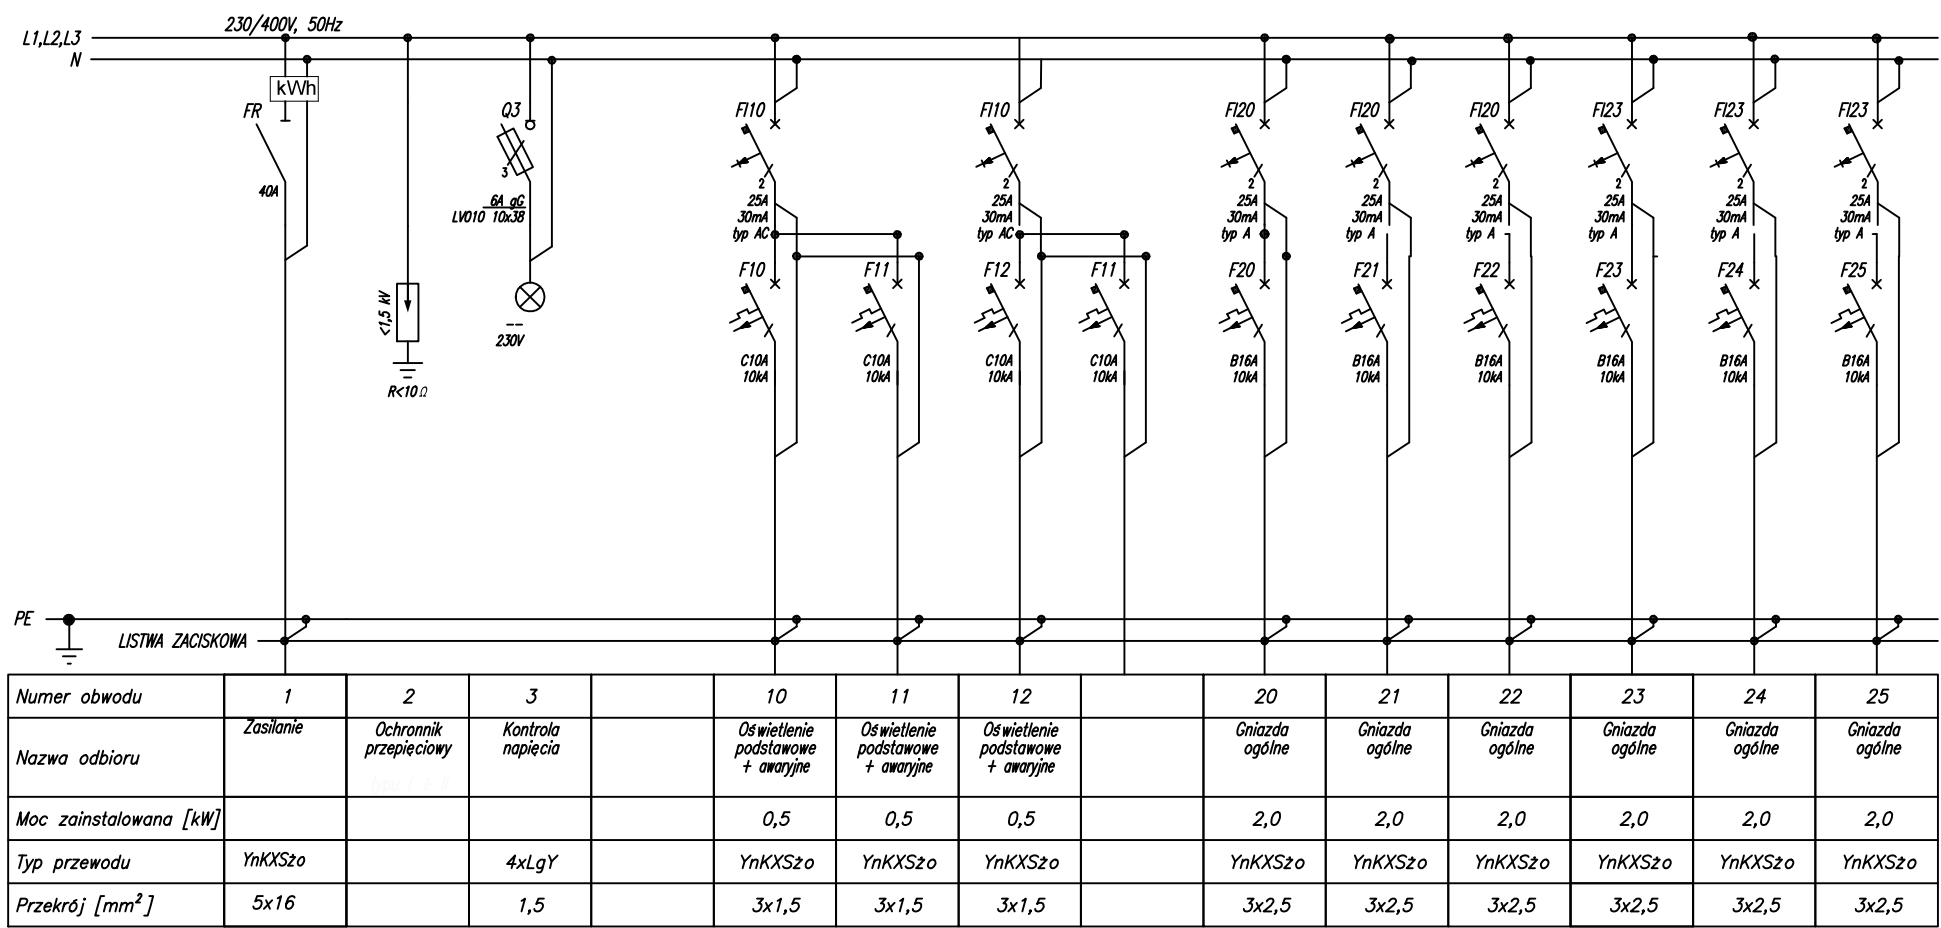 230/400V, 50Hz
L1,L2,L3
N
kWh
FR
40A
<1,5 kV
R<10Ω
Q3
3
6A gG
LV010 10x38
230V
FI10 FI10 FI20 FI20 FI20 FI23 FI23 FI23
2 2 2 2 2 2 2 2
25A 25A 25A 25A 25A 25A 25A 25A
30mA 30mA 30mA 30mA 30mA 30mA 30mA 30mA
typ AC typ AC typ A typ A typ A typ A typ A typ A
F10 F11 F12 F11 F20 F21 F22 F23 F24 F25
C10A C10A C10A C10A B16A B16A B16A B16A B16A B16A
10kA 10kA 10kA 10kA 10kA 10kA 10kA 10kA 10kA 10kA
PE
LISTWA ZACISKOWA
Numer obwodu 1 2 3 10 11 12 20 21 22 23 24 25
Nazwa odbioru
Zasilanie
Ochronnik
przepięciowy
Kontrola
napięcia
Oświetlenie
podstawowe
+ awaryjne
Oświetlenie
podstawowe
+ awaryjne
Oświetlenie
podstawowe
+ awaryjne
Gniazda
ogólne
Gniazda
ogólne
Gniazda
ogólne
Gniazda
ogólne
Gniazda
ogólne
Gniazda
ogólne
Moc zainstalowana [kW] 0,5 0,5 0,5 2,0 2,0 2,0 2,0 2,0 2,0
Typ przewodu YnKXSżo 4xLgY YnKXSżo YnKXSżo YnKXSżo YnKXSżo YnKXSżo YnKXSżo YnKXSżo YnKXSżo YnKXSżo
Przekrój [mm²] 5x16 1,5 3x1,5 3x1,5 3x1,5 3x2,5 3x2,5 3x2,5 3x2,5 3x2,5 3x2,5